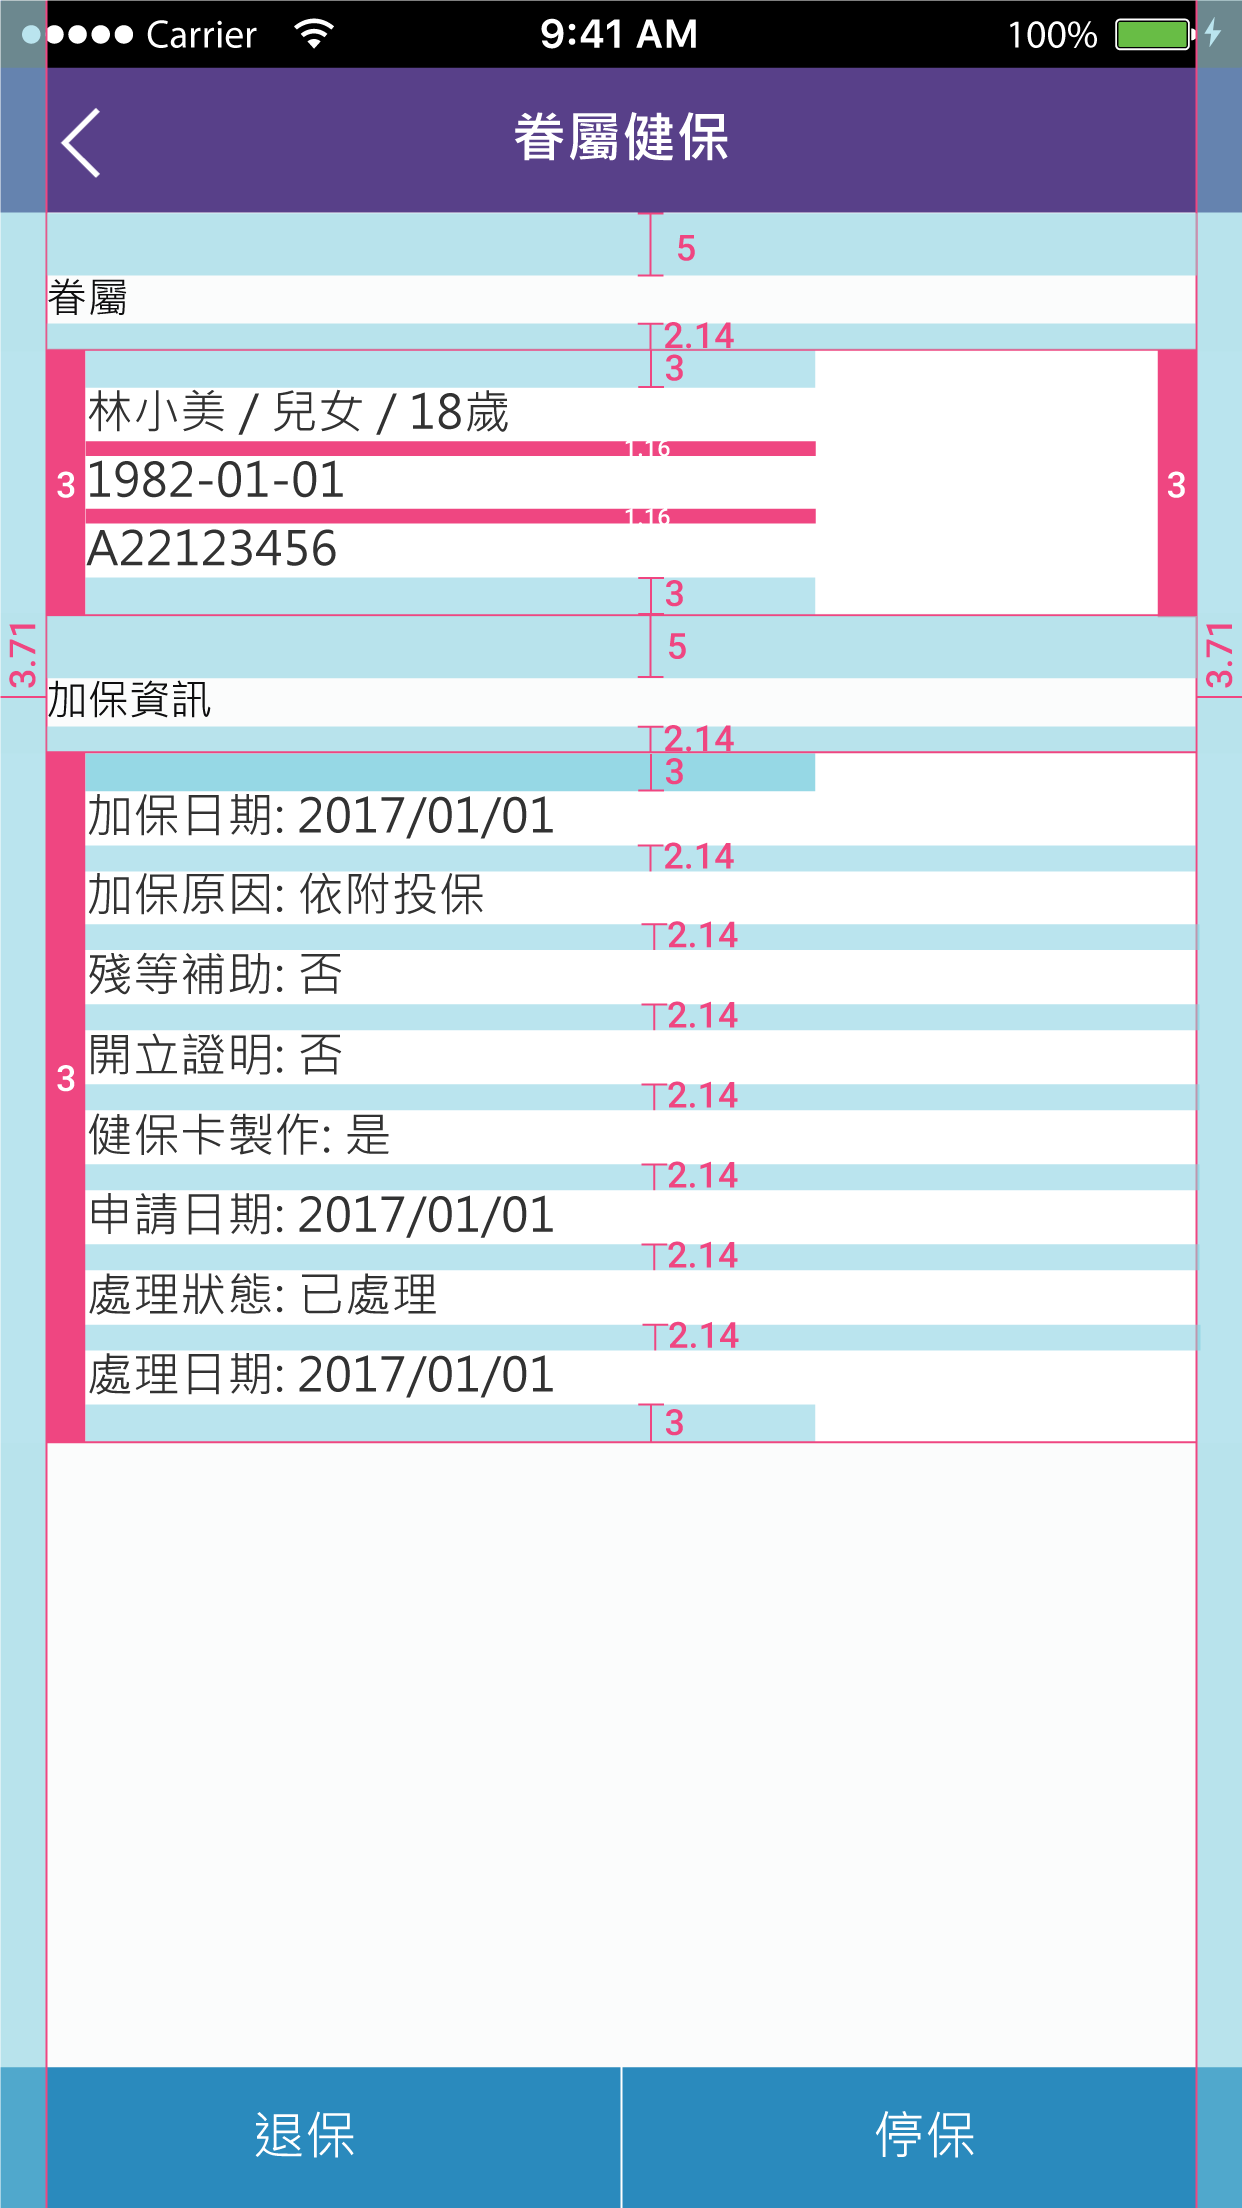 Carrier 9:41 AM 100%
眷屬健保
5
眷屬
2.14
3
林小美 / 兒女 / 18歲
1.16
3 1982-01-01 3
1.16
A22123456
3
3.71 5 3.71
加保資訊
2.14
3
加保日期: 2017/01/01
2.14
加保原因: 依附投保
2.14
殘等補助: 否
2.14
開立證明: 否
3
2.14
健保卡製作: 是
2.14
申請日期: 2017/01/01
2.14
處理狀態: 已處理
2.14
處理日期: 2017/01/01
3
退保 停保